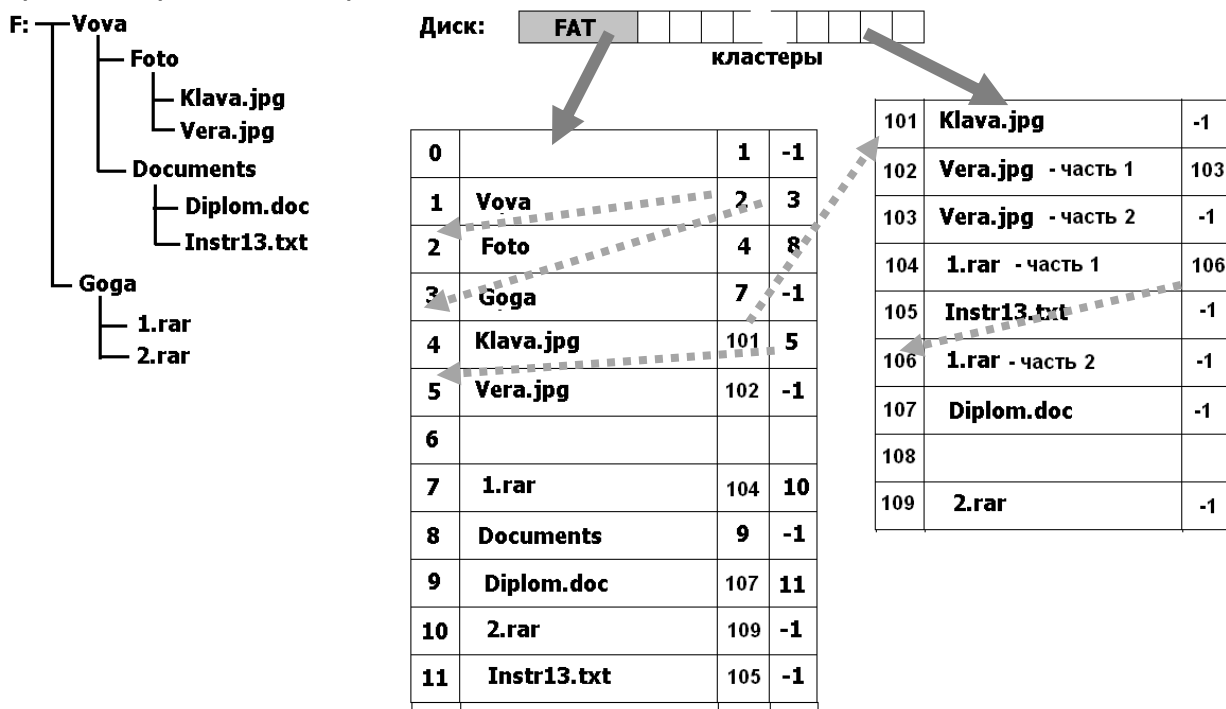 F:
Vova
Foto
Klava.jpg
Vera.jpg
Documents
Diplom.doc
Instr13.txt
Goga
1.rar
2.rar
Диск:
FAT
кластеры
0 1 -1
1 Vova 2 3
2 Foto 4 8
3 Goga 7 -1
4 Klava.jpg 101 5
5 Vera.jpg 102 -1
6
7 1.rar 104 10
8 Documents 9 -1
9 Diplom.doc 107 11
10 2.rar 109 -1
11 Instr13.txt 105 -1
101 Klava.jpg -1
102 Vera.jpg - часть 1 103
103 Vera.jpg - часть 2 -1
104 1.rar - часть 1 106
105 Instr13.txt -1
106 1.rar - часть 2 -1
107 Diplom.doc -1
108
109 2.rar -1